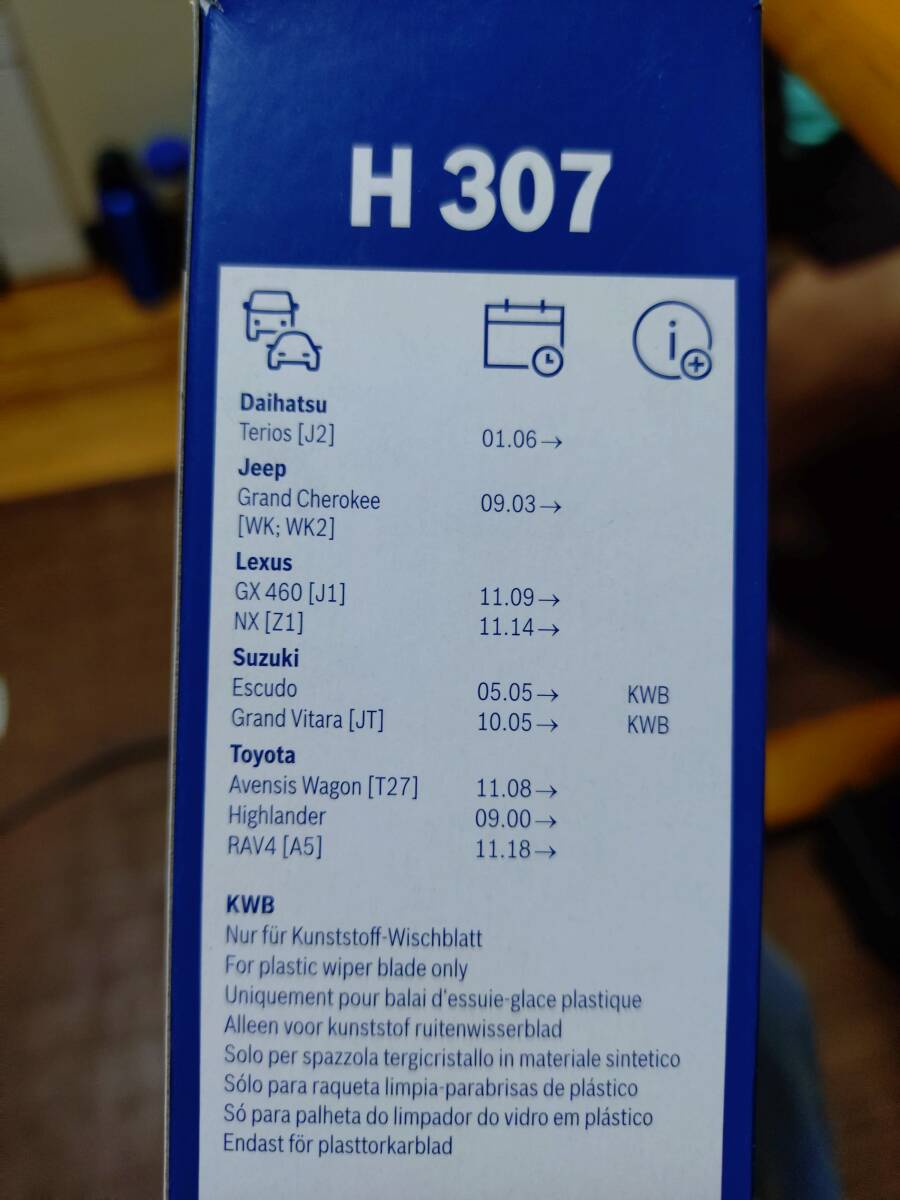 H 307
Daihatsu
Terios [J2] 01.06→
Jeep
Grand Cherokee 09.03→
[WK; WK2]
Lexus
GX 460 [J1] 11.09→
NX [Z1] 11.14→
Suzuki
Escudo 05.05→ KWB
Grand Vitara [JT] 10.05→ KWB
Toyota
Avensis Wagon [T27] 11.08→
Highlander 09.00→
RAV4 [A5] 11.18→
KWB
Nur für Kunststoff-Wischblatt
For plastic wiper blade only
Uniquement pour balai d'essuie-glace plastique
Alleen voor kunststof ruitenwisserblad
Solo per spazzola tergicristallo in materiale sintetico
Sólo para raqueta limpia-parabrisas de plástico
Só para palheta do limpador do vidro em plástico
Endast för plasttorkarblad